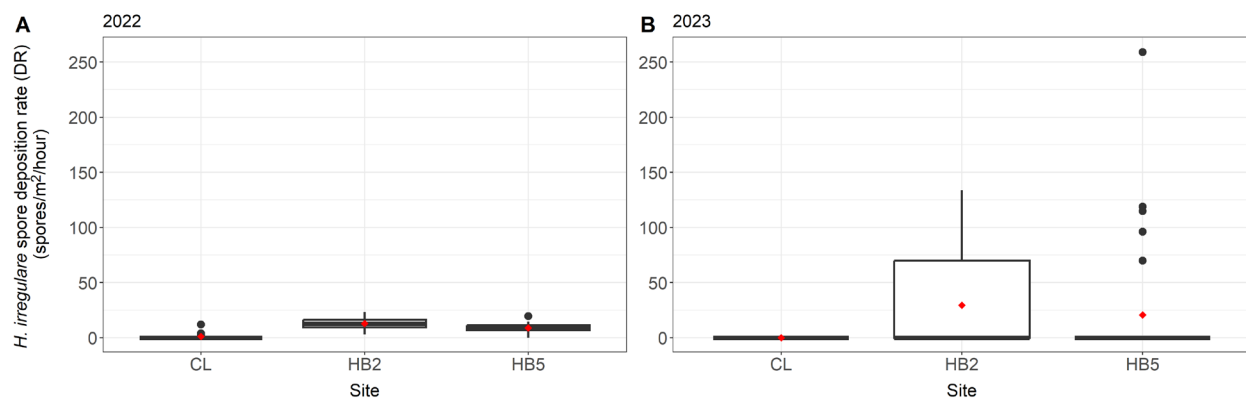 A 2022
H. irregulare spore deposition rate (DR)
(spores/m²/hour)
250
200
150
100
50
0
CL HB2 HB5
Site
B 2023
250
200
150
100
50
0
CL HB2 HB5
Site